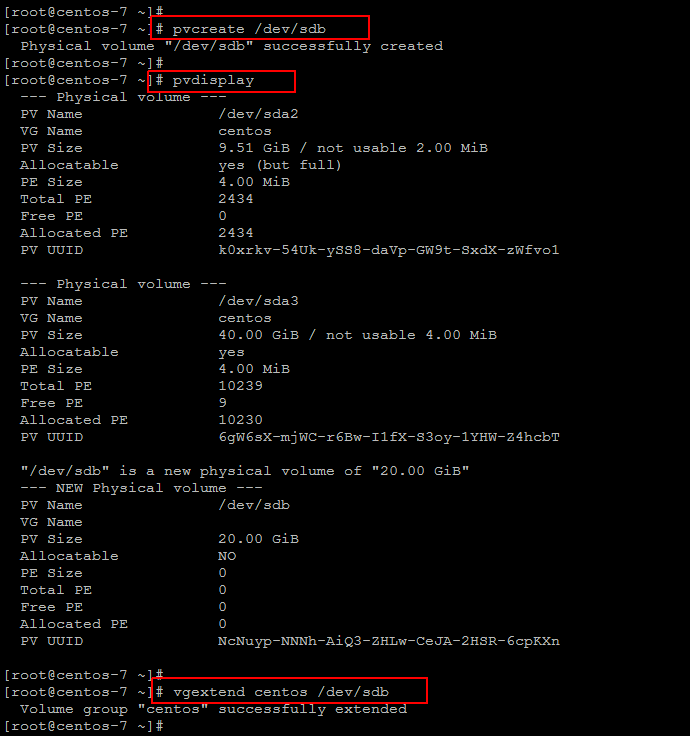 [root@centos-7 ~]#
[root@centos-7 ~]# pvcreate /dev/sdb
  Physical volume "/dev/sdb" successfully created
[root@centos-7 ~]#
[root@centos-7 ~]# pvdisplay
  --- Physical volume ---
  PV Name               /dev/sda2
  VG Name               centos
  PV Size               9.51 GiB / not usable 2.00 MiB
  Allocatable           yes (but full)
  PE Size               4.00 MiB
  Total PE              2434
  Free PE               0
  Allocated PE          2434
  PV UUID               k0xrkv-54Uk-ySS8-daVp-GW9t-SxdX-zWfvo1

  --- Physical volume ---
  PV Name               /dev/sda3
  VG Name               centos
  PV Size               40.00 GiB / not usable 4.00 MiB
  Allocatable           yes
  PE Size               4.00 MiB
  Total PE              10239
  Free PE               9
  Allocated PE          10230
  PV UUID               6gW6sX-mjWC-r6Bw-I1fX-S3oy-1YHW-Z4hcbT

  "/dev/sdb" is a new physical volume of "20.00 GiB"
  --- NEW Physical volume ---
  PV Name               /dev/sdb
  VG Name
  PV Size               20.00 GiB
  Allocatable           NO
  PE Size               0
  Total PE              0
  Free PE               0
  Allocated PE          0
  PV UUID               NcNuyp-NNNh-AiQ3-ZHLw-CeJA-2HSR-6cpKXn

[root@centos-7 ~]#
[root@centos-7 ~]# vgextend centos /dev/sdb
  Volume group "centos" successfully extended
[root@centos-7 ~]#